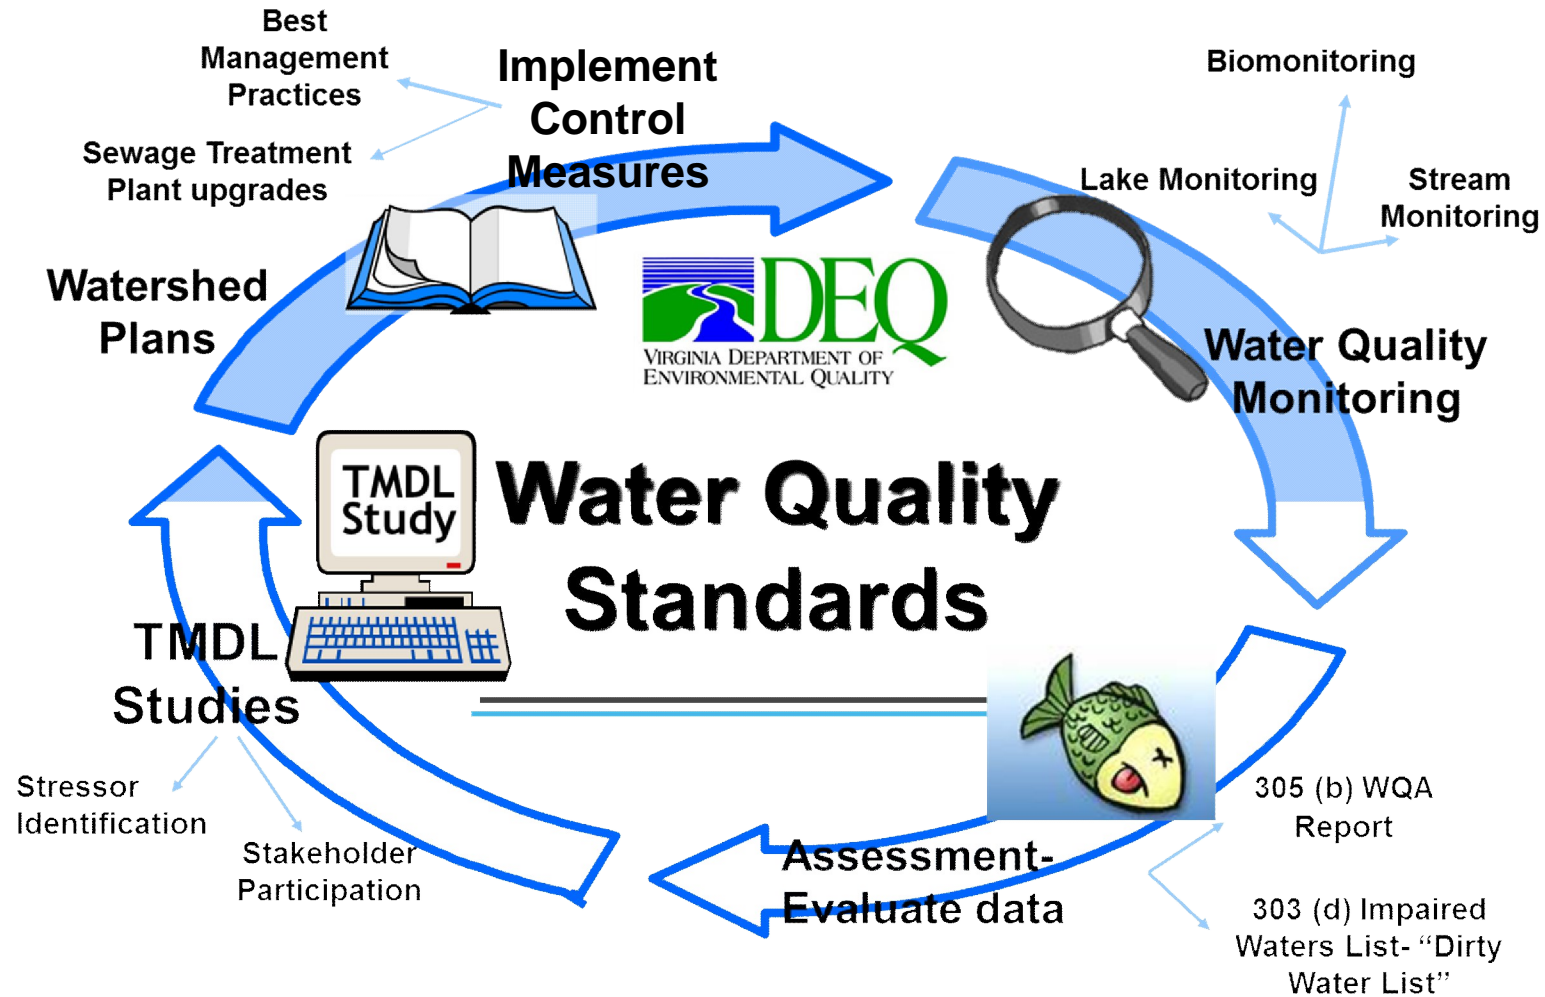 Best
Management
Practices
Sewage Treatment
Plant upgrades
Implement
Control
Measures
Biomonitoring
Lake Monitoring
Stream
Monitoring
Watershed
Plans
DEQ
VIRGINIA DEPARTMENT OF
ENVIRONMENTAL QUALITY
Water Quality
Monitoring
TMDL
Study
Water Quality
Standards
TMDL
Studies
Stressor
Identification
Stakeholder
Participation
Assessment-
Evaluate data
305 (b) WQA
Report
303 (d) Impaired
Waters List- “Dirty
Water List”